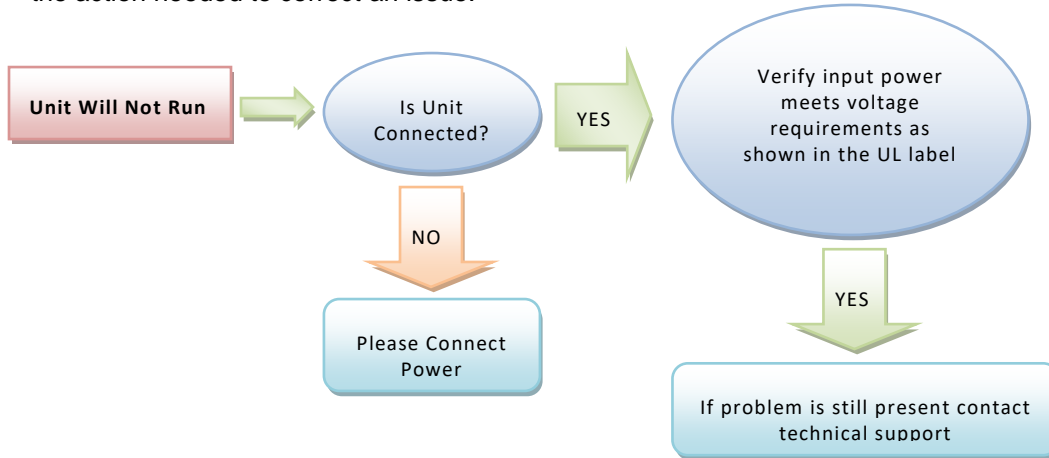 the action needed to correct an issue.
Unit Will Not Run
Is Unit
Connected?
YES
Verify input power
meets voltage
requirements as
shown in the UL label
NO
Please Connect
Power
YES
If problem is still present contact
technical support